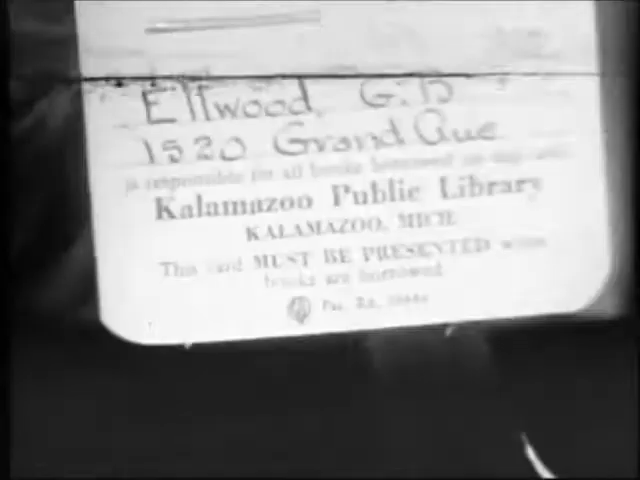 Ellwood, G. D
1520 Grand Ave
is responsible for all books borrowed on this card
Kalamazoo Public Library
KALAMAZOO, MICH.
This card MUST BE PRESENTED when
books are borrowed